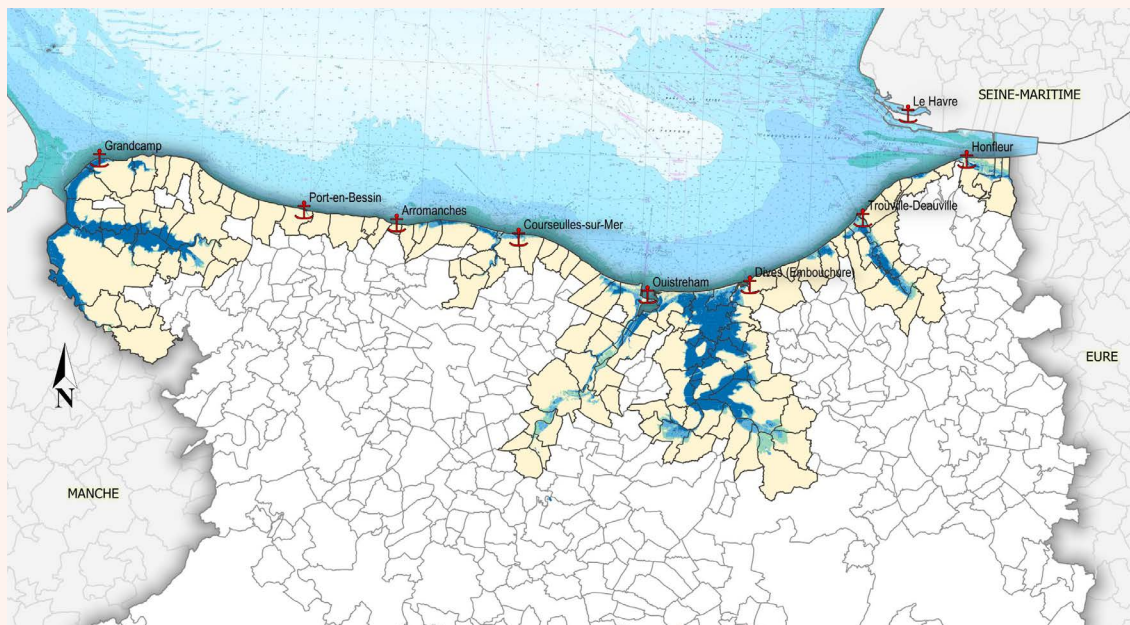 SEINE-MARITIME
Le Havre
Grandcamp
Honfleur
Port-en-Bessin
Arromanches
Trouville-Deauville
Courseulles-sur-Mer
Dives (Embouchure)
Ouistreham
EURE
N
MANCHE